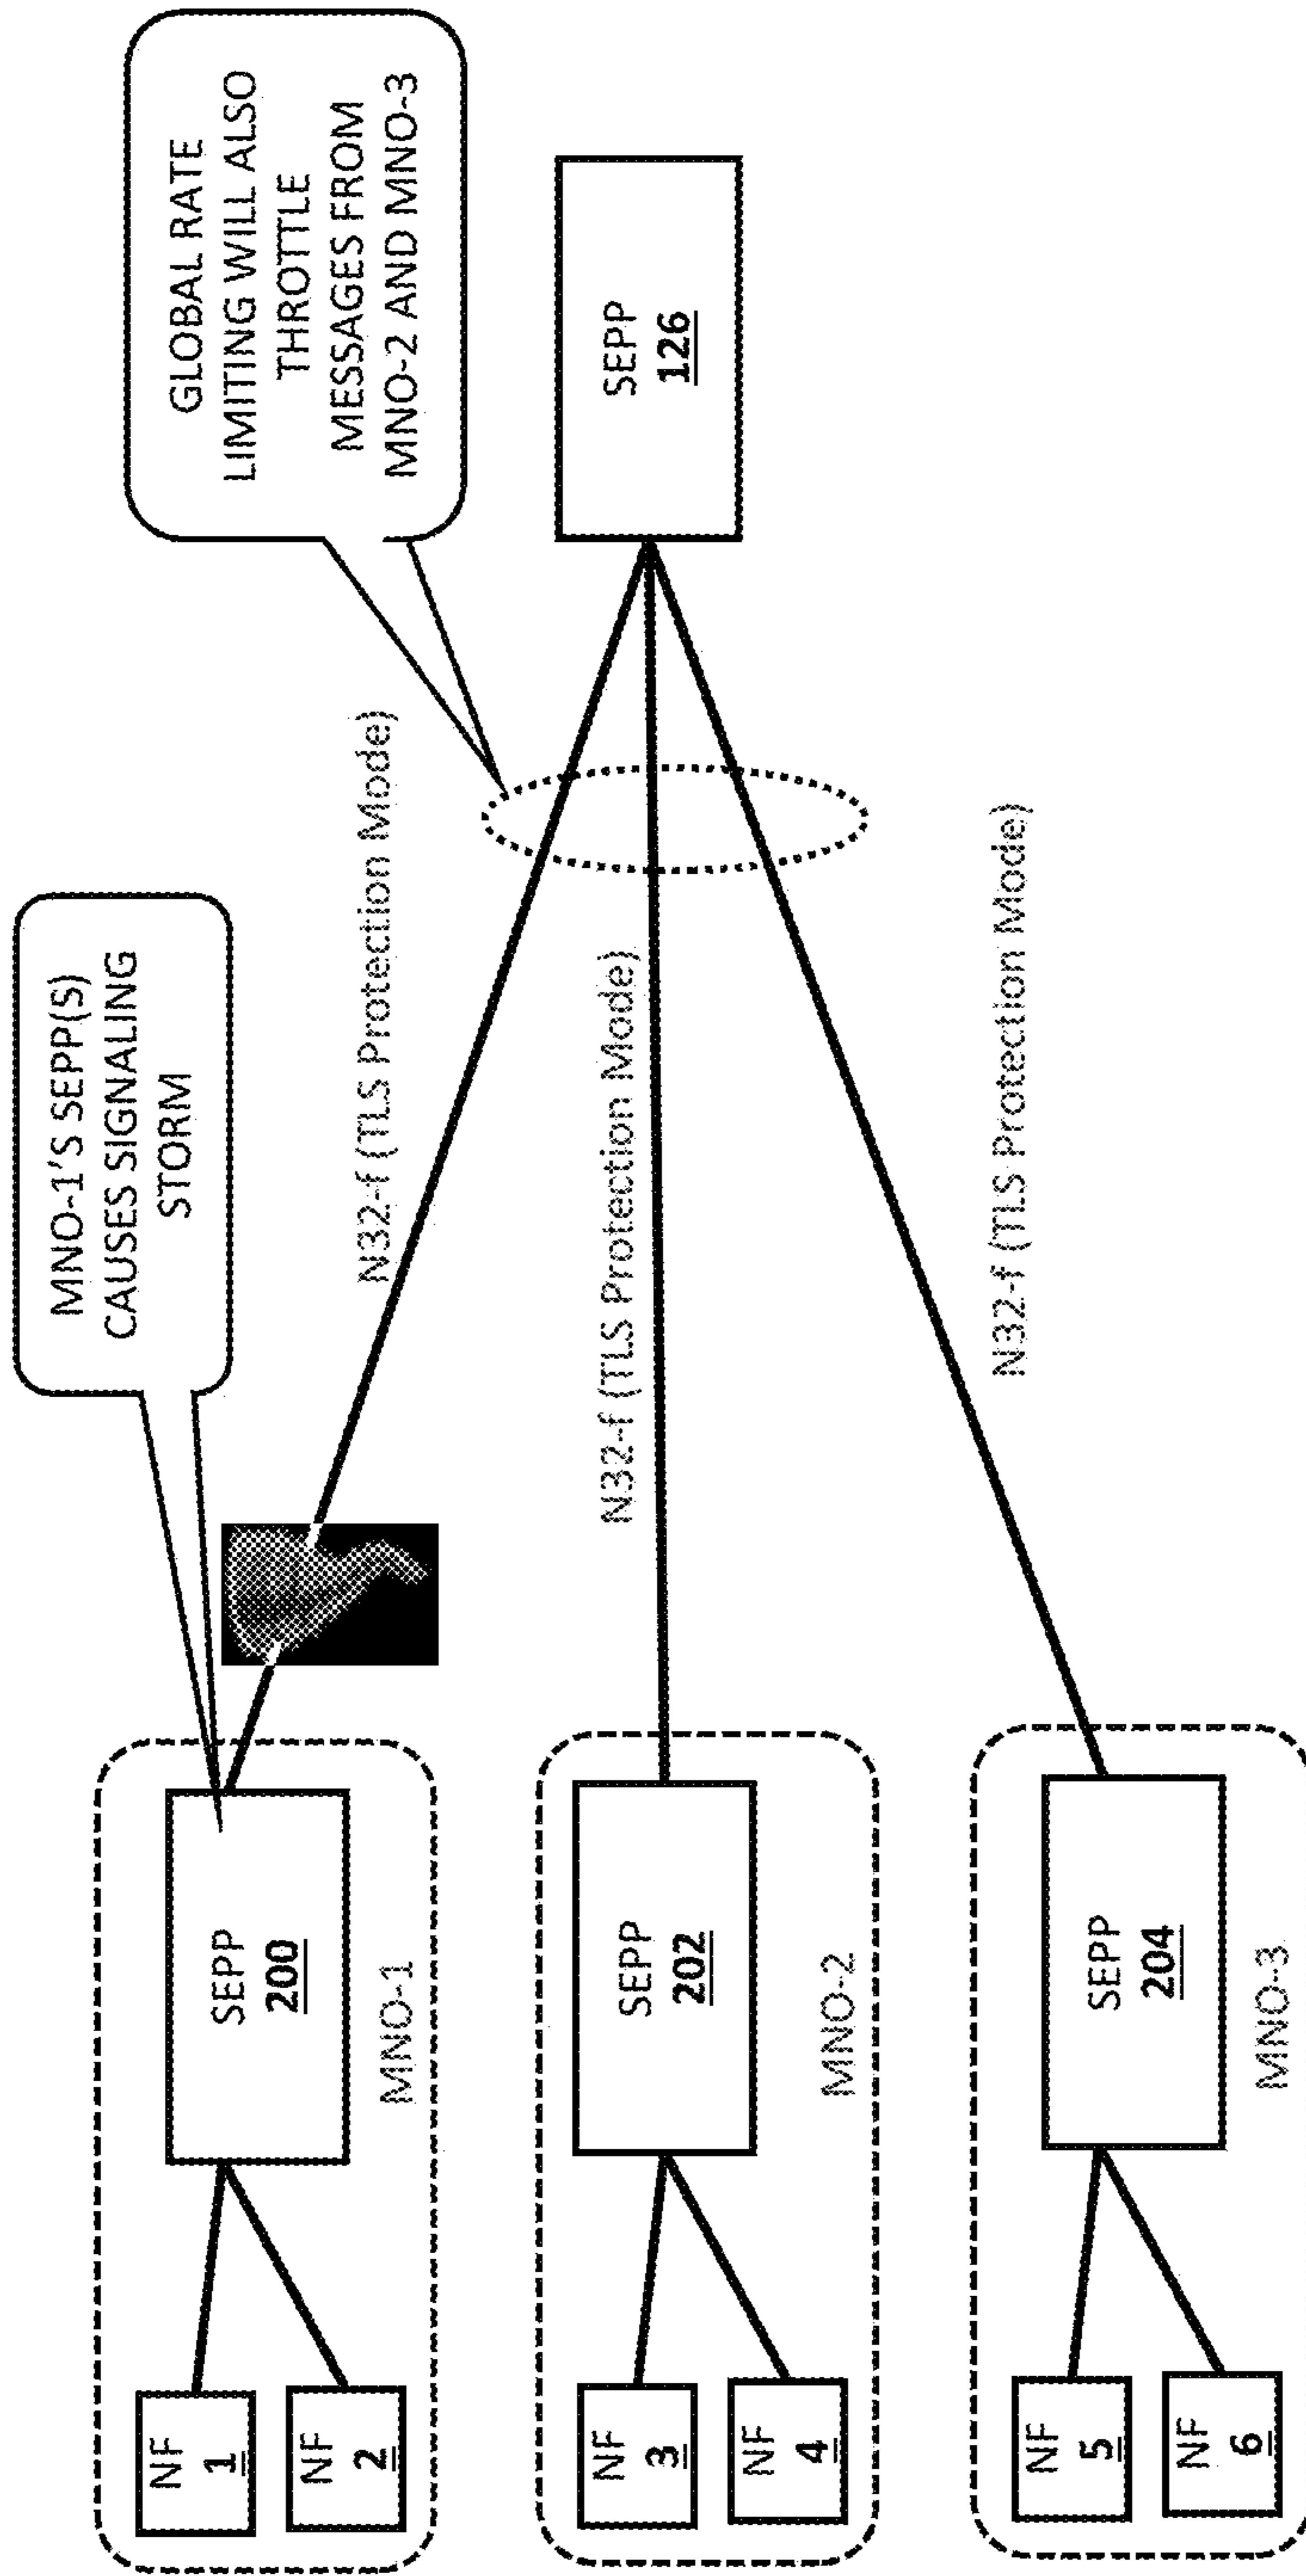 MNO-1'S SEPP(S)
CAUSES SIGNALING
STORM
GLOBAL RATE
LIMITING WILL ALSO
THROTTLE
MESSAGES FROM
MNO-2 AND MNO-3
NF
1
NF
2
SEPP
200
MNO-1
N32-f (TLS Protection Mode)
NF
3
NF
4
SEPP
202
MNO-2
N32-f (TLS Protection Mode)
SEPP
126
NF
5
NF
6
SEPP
204
MNO-3
N32-f (TLS Protection Mode)